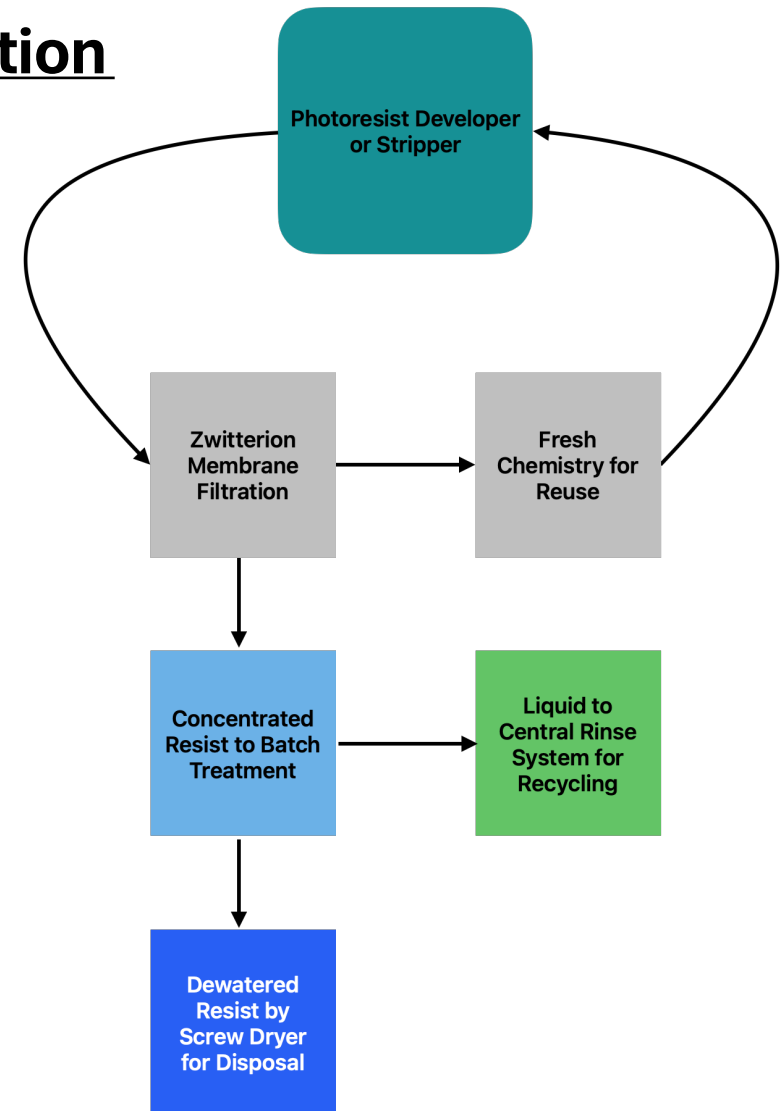 tion
Photoresist Developer
or Stripper
Zwitterion
Membrane
Filtration
Fresh
Chemistry for
Reuse
Concentrated
Resist to Batch
Treatment
Liquid to
Central Rinse
System for
Recycling
Dewatered
Resist by
Screw Dryer
for Disposal